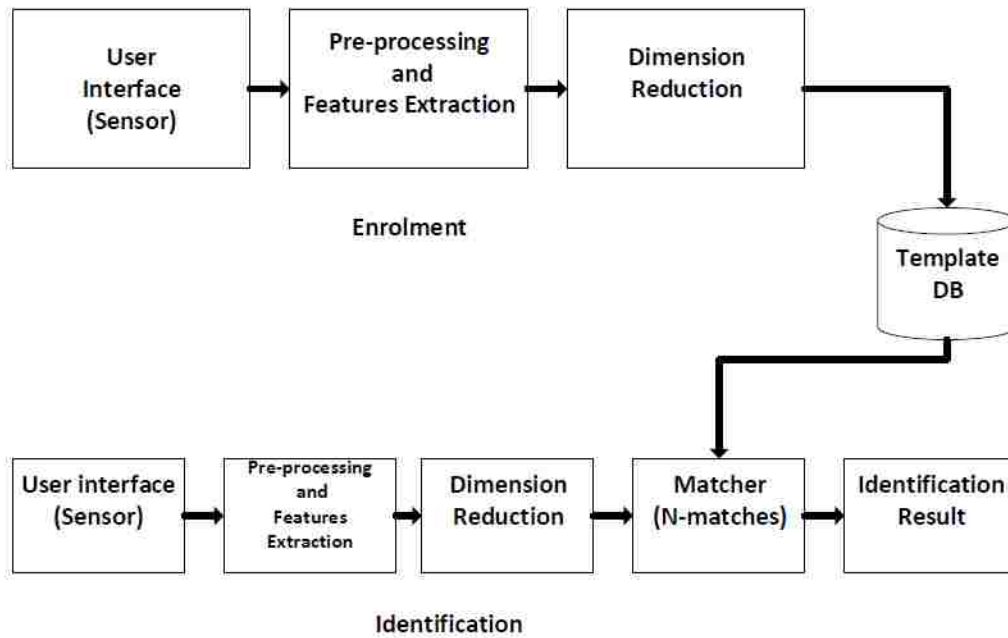 User
Interface
(Sensor)
Pre-processing
and
Features Extraction
Dimension
Reduction
Enrolment
Template
DB
User interface
(Sensor)
Pre-processing
and
Features
Extraction
Dimension
Reduction
Matcher
(N-matches)
Identification
Result
Identification